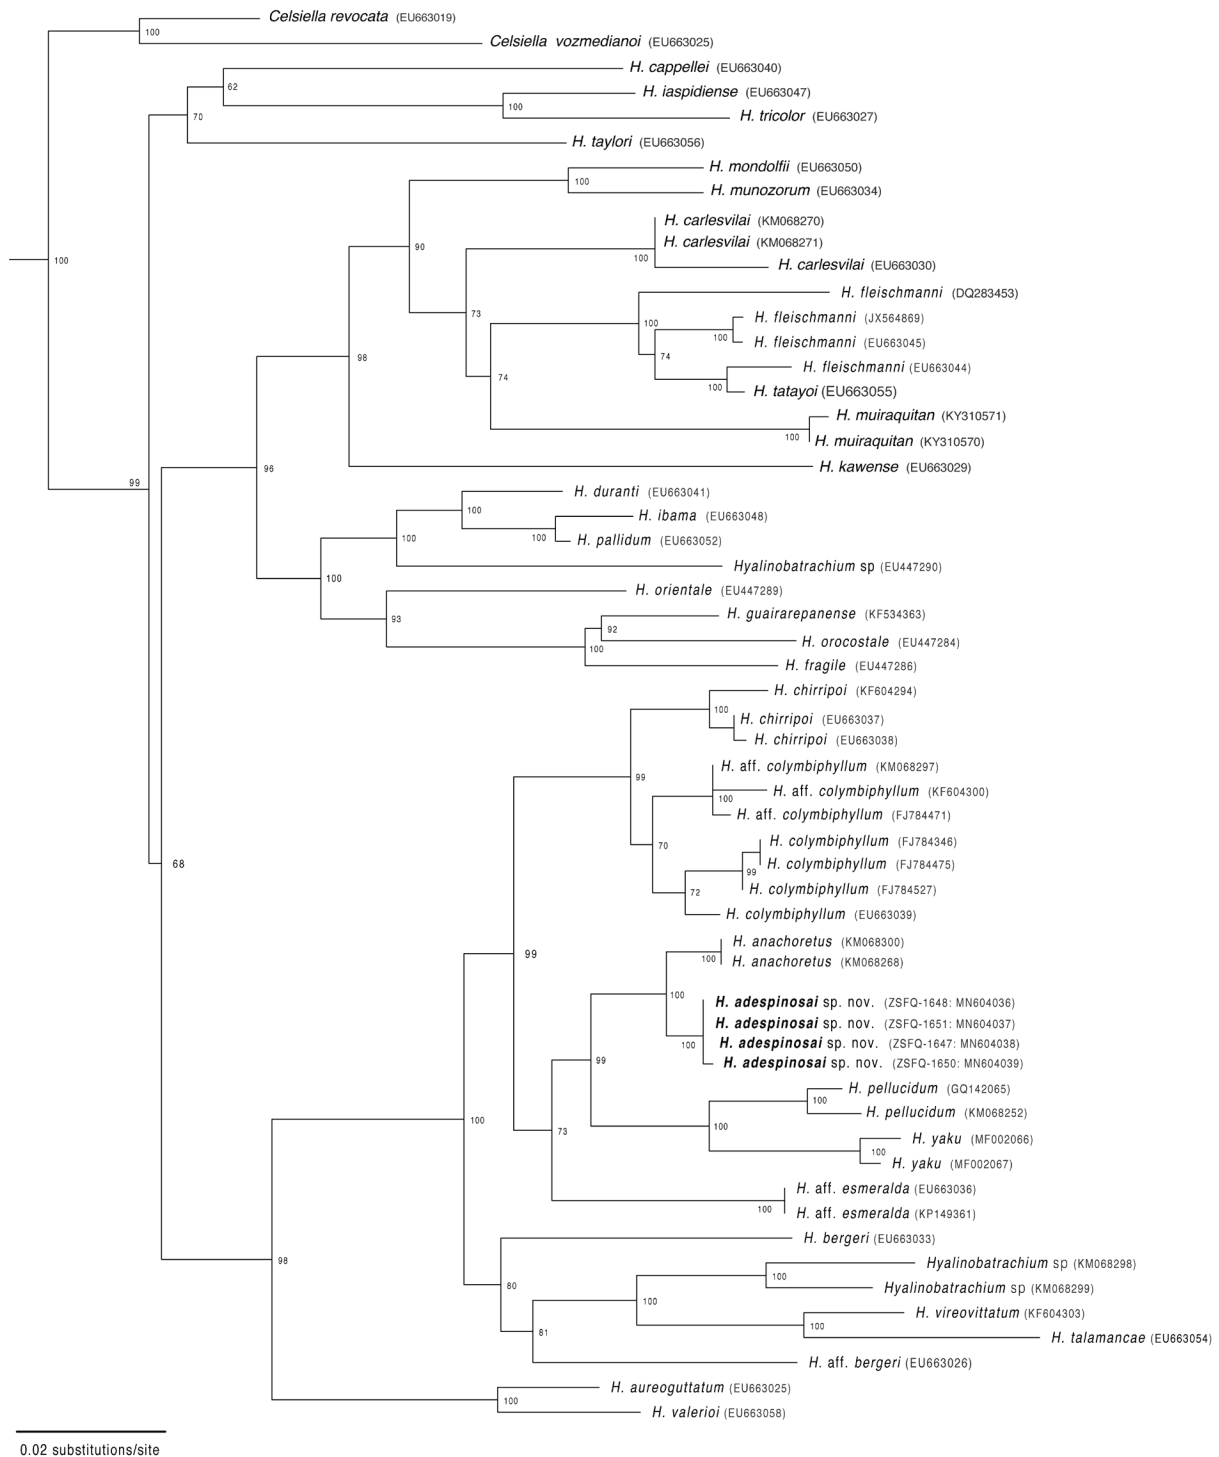 Celsiella revocata (EU663019)
100
Celsiella vozmedianoi (EU663025)
H. cappellei (EU663040)
62
H. iaspidiense (EU663047)
100
H. tricolor (EU663027)
70
H. taylori (EU663056)
H. mondolfii (EU663050)
100
H. munozorum (EU663034)
H. carlesvilai (KM068270)
H. carlesvilai (KM068271)
90
100
100
H. carlesvilai (EU663030)
H. fleischmanni (DQ283453)
73
H. fleischmanni (JX564869)
100
100
H. fleischmanni (EU663045)
98
74
H. fleischmanni (EU663044)
74
100
H. tatayoi (EU663055)
H. muiraquitan (KY310571)
100
H. muiraquitan (KY310570)
96
H. kawense (EU663029)
99
H. duranti (EU663041)
100
H. ibama (EU663048)
100
100
H. pallidum (EU663052)
Hyalinobatrachium sp (EU447290)
100
H. orientale (EU447289)
H. guairarepanense (KF534363)
93
92
H. orocostale (EU447284)
100
H. fragile (EU447286)
H. chirripoi (KF604294)
100
H. chirripoi (EU663037)
H. chirripoi (EU663038)
H. aff. colymbiphyllum (KM068297)
99
H. aff. colymbiphyllum (KF604300)
100
H. aff. colymbiphyllum (FJ784471)
H. colymbiphyllum (FJ784346)
70
H. colymbiphyllum (FJ784475)
68
99
H. colymbiphyllum (FJ784527)
72
H. colymbiphyllum (EU663039)
H. anachoretus (KM068300)
99
100
H. anachoretus (KM068268)
100
H. adespinosai sp. nov. (ZSFQ-1648: MN604036)
H. adespinosai sp. nov. (ZSFQ-1651: MN604037)
100
H. adespinosai sp. nov. (ZSFQ-1647: MN604038)
99
H. adespinosai sp. nov. (ZSFQ-1650: MN604039)
H. pellucidum (GQ142065)
100
H. pellucidum (KM068252)
100
100
73
H. yaku (MF002066)
100
H. yaku (MF002067)
H. aff. esmeralda (EU663036)
100
H. aff. esmeralda (KP149361)
H. bergeri (EU663033)
98
Hyalinobatrachium sp (KM068298)
100
80
Hyalinobatrachium sp (KM068299)
100
H. vireovittatum (KF604303)
100
81
H. talamancae (EU663054)
H. aff. bergeri (EU663026)
H. aureoguttatum (EU663025)
100
H. valerioi (EU663058)
0.02 substitutions/site